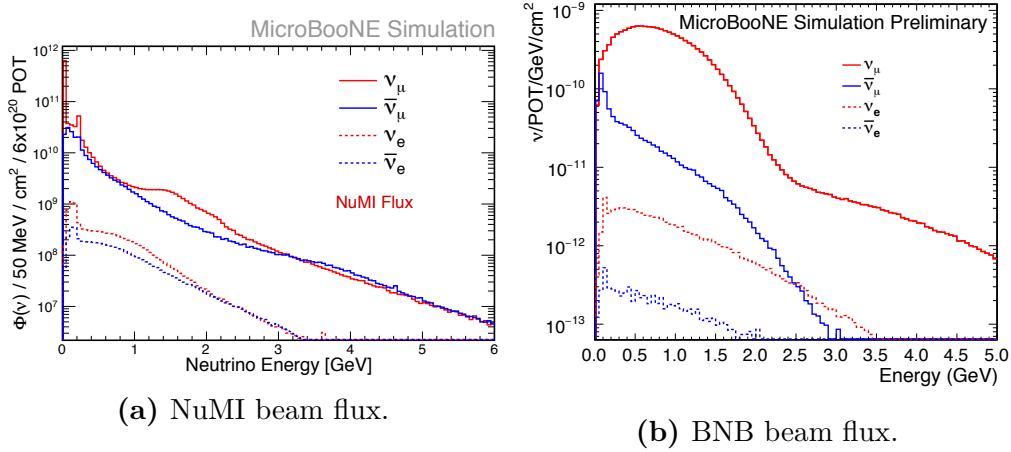 MicroBooNE Simulation
Φ(ν) / 50 MeV / cm² / 6x10²⁰ POT
10¹²
10¹¹
10¹⁰
10⁹
10⁸
10⁷
ν_μ
ν̄_μ
ν_e
ν̄_e
NuMI Flux
0 1 2 3 4 5 6
Neutrino Energy [GeV]
(a) NuMI beam flux.
MicroBooNE Simulation Preliminary
ν/POT/GeV/cm²
10⁻⁹
10⁻¹⁰
10⁻¹¹
10⁻¹²
10⁻¹³
ν_μ
ν̄_μ
ν_e
ν̄_e
0.0 0.5 1.0 1.5 2.0 2.5 3.0 3.5 4.0 4.5 5.0
Energy (GeV)
(b) BNB beam flux.